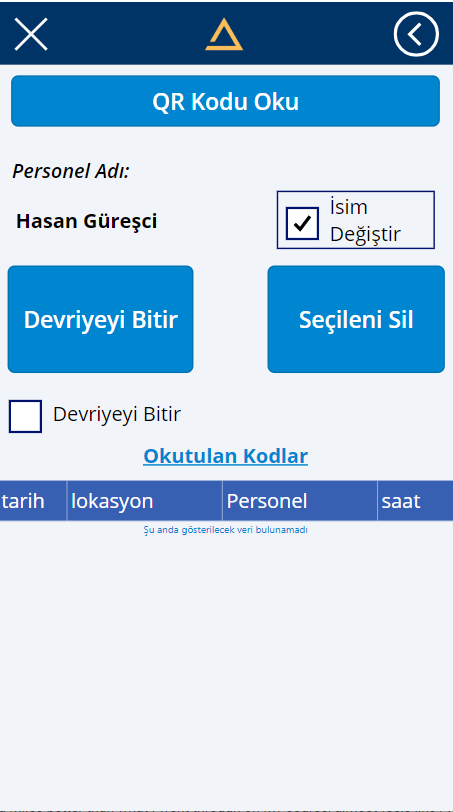 QR Kodu Oku
Personel Adı:
Hasan Güreşci
İsim
Değiştir
Devriyeyi Bitir
Seçileni Sil
Devriyeyi Bitir
Okutulan Kodlar
tarih lokasyon Personel saat
Şu anda gösterilecek veri bulunamadı